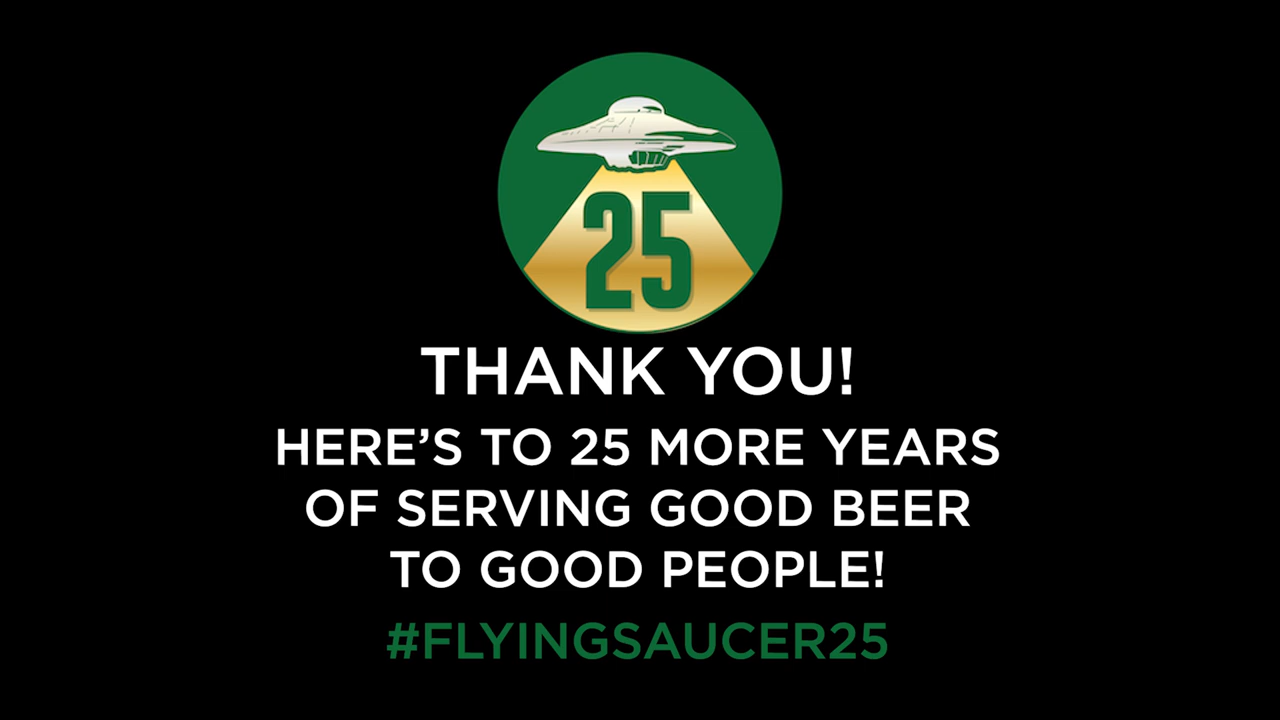 25
THANK YOU!
HERE’S TO 25 MORE YEARS
OF SERVING GOOD BEER
TO GOOD PEOPLE!
#FLYINGSAUCER25